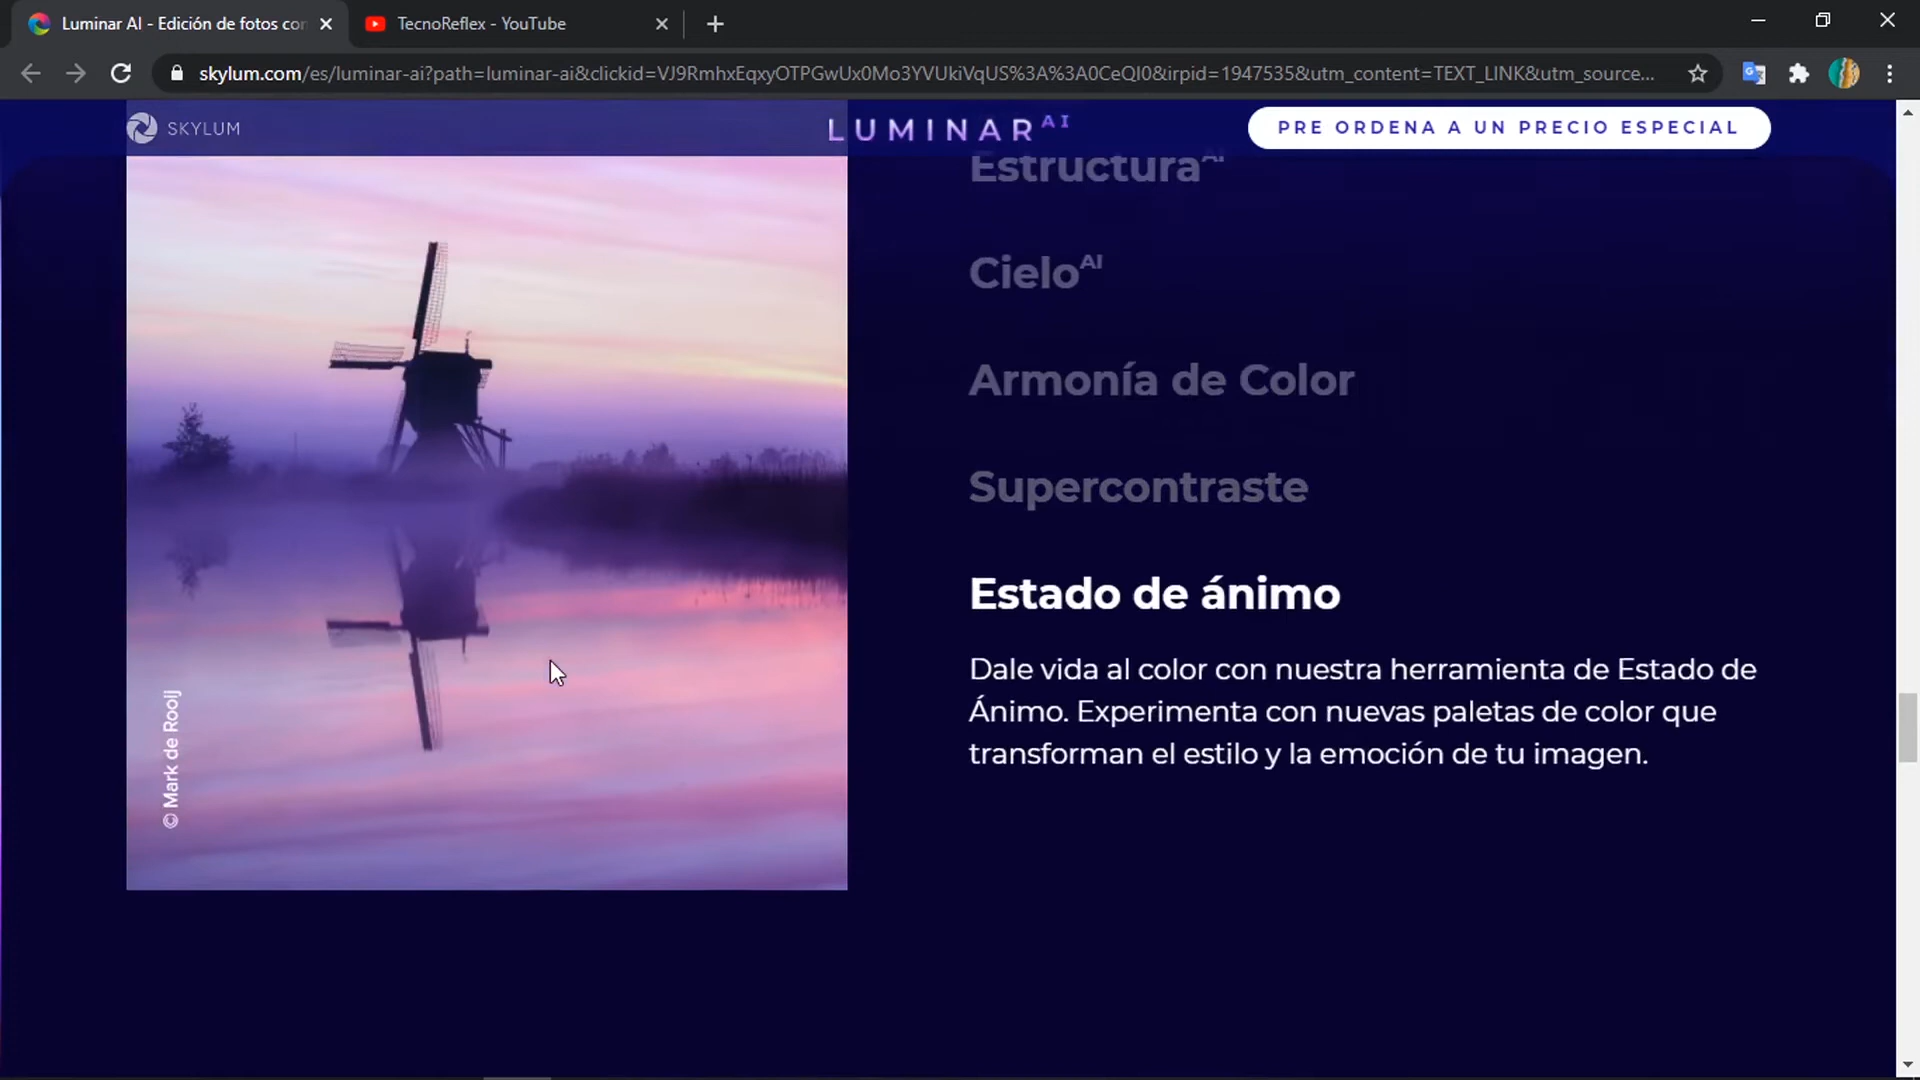 Luminar AI - Edición de fotos con
TecnoReflex - YouTube
skylum.com/es/luminar-ai?path=luminar-ai&clickid=VJ9RmhxEqxyOTPGwUx0Mo3YVUkiVqUS%3A%3A0CeQJ0&irpid=1947535&utm_content=TEXT_LINK&utm_source...
SKYLUM
LUMINAR AI
PRE ORDENA A UN PRECIO ESPECIAL
Estructura AI
Cielo AI
Armonía de Color
Supercontraste
Estado de ánimo
Dale vida al color con nuestra herramienta de Estado de
Ánimo. Experimenta con nuevas paletas de color que
transforman el estilo y la emoción de tu imagen.
© Mark de Rooij